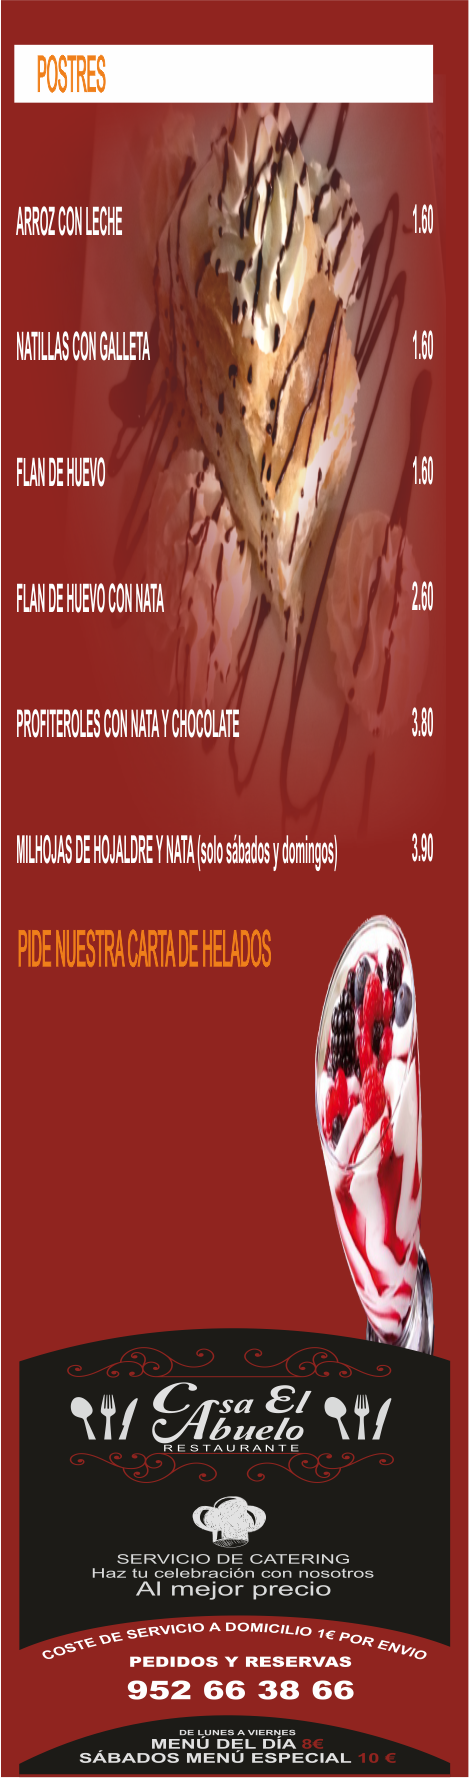 POSTRES
ARROZ CON LECHE 1.60
NATILLAS CON GALLETA 1.60
FLAN DE HUEVO 1.60
FLAN DE HUEVO CON NATA 2.60
PROFITEROLES CON NATA Y CHOCOLATE 3.80
MILHOJAS DE HOJALDRE Y NATA (solo sábados y domingos) 3.90
PIDE NUESTRA CARTA DE HELADOS
Casa El
Abuelo
RESTAURANTE
SERVICIO DE CATERING
Haz tu celebración con nosotros
Al mejor precio
COSTE DE SERVICIO A DOMICILIO 1€ POR ENVIO
PEDIDOS Y RESERVAS
952 66 38 66
DE LUNES A VIERNES
MENÚ DEL DÍA 8€
SÁBADOS MENÚ ESPECIAL 10 €